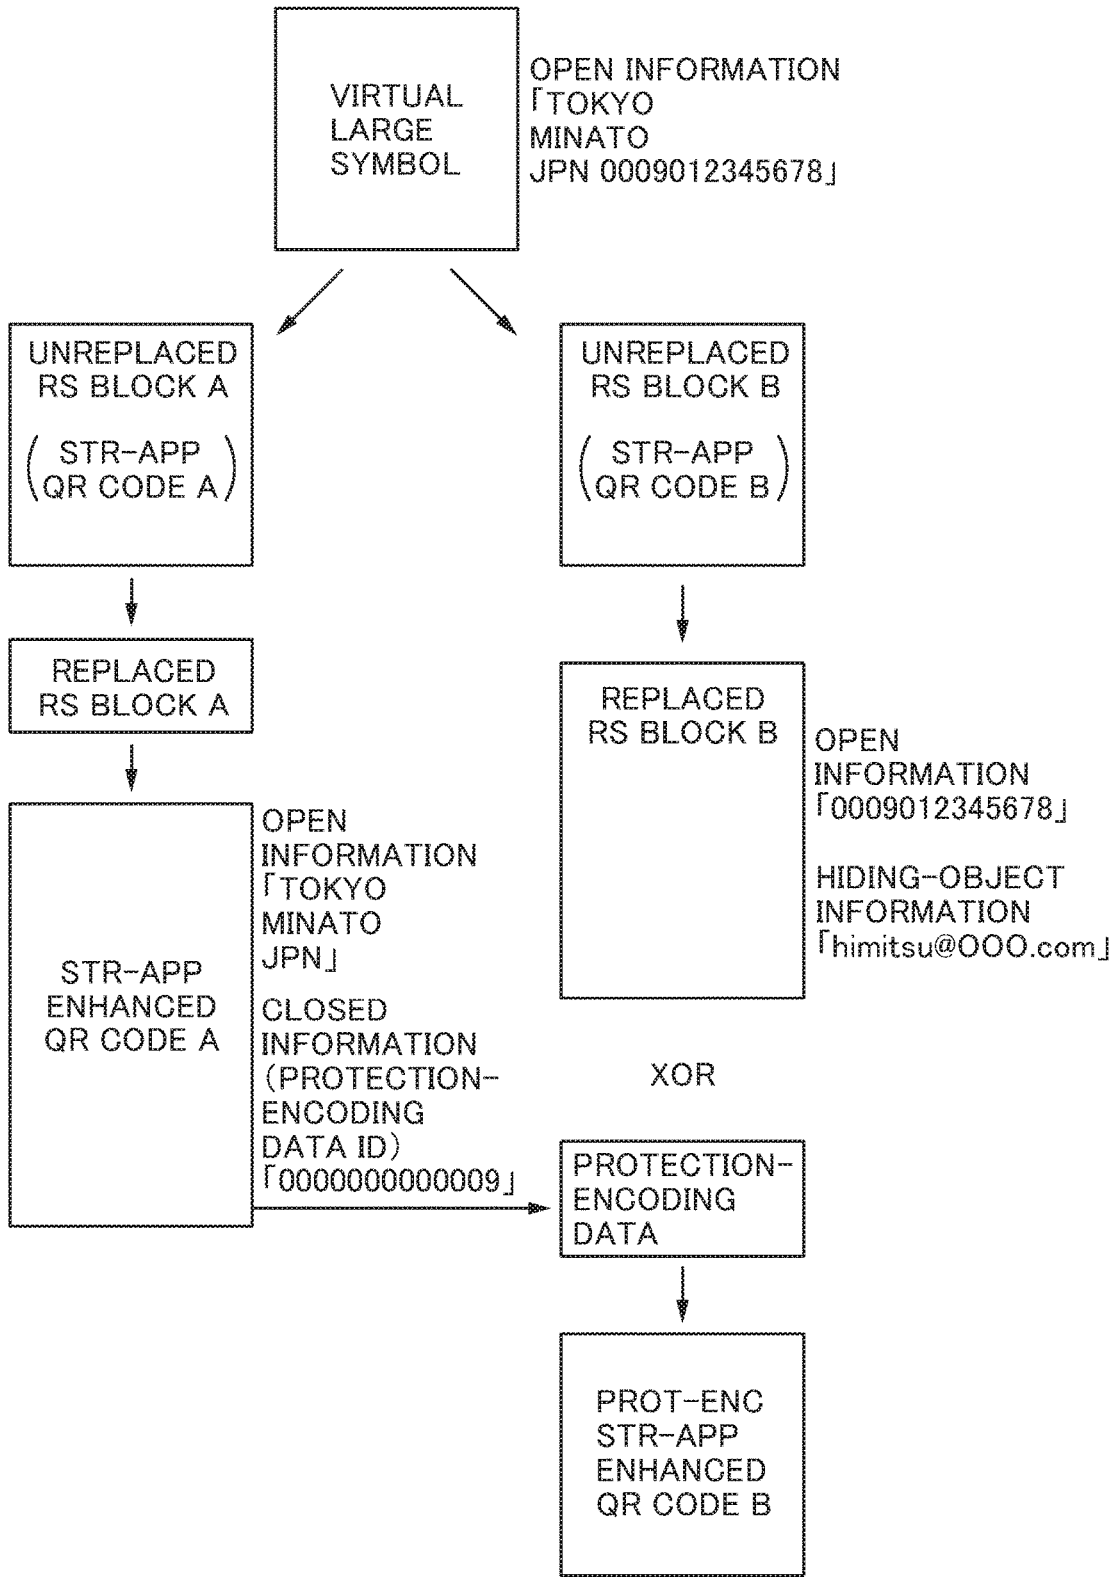 VIRTUAL
LARGE
SYMBOL
OPEN INFORMATION
「TOKYO
MINATO
JPN 0009012345678」
UNREPLACED
RS BLOCK A
(STR-APP
QR CODE A)
UNREPLACED
RS BLOCK B
(STR-APP
QR CODE B)
REPLACED
RS BLOCK A
REPLACED
RS BLOCK B
OPEN
INFORMATION
「0009012345678」
HIDING-OBJECT
INFORMATION
「himitsu@OOO.com」
STR-APP
ENHANCED
QR CODE A
OPEN
INFORMATION
「TOKYO
MINATO
JPN」
CLOSED
INFORMATION
(PROTECTION-
ENCODING
DATA ID)
「0000000000009」
XOR
PROTECTION-
ENCODING
DATA
PROT-ENC
STR-APP
ENHANCED
QR CODE B